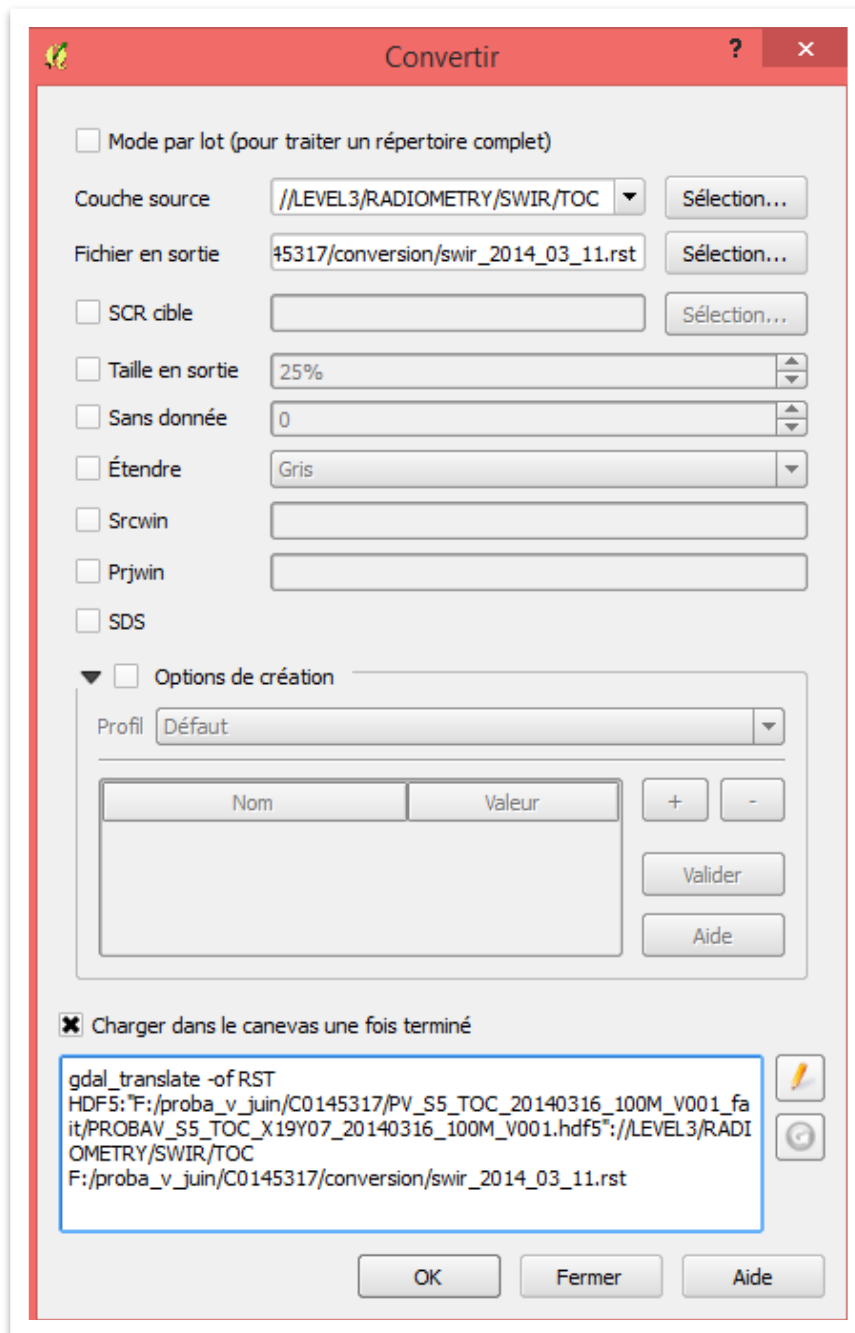 Convertir ? ×
Mode par lot (pour traiter un répertoire complet)
Couche source //LEVEL3/RADIOMETRY/SWIR/TOC Sélection...
Fichier en sortie 45317/conversion/swir_2014_03_11.rst Sélection...
SCR cible Sélection...
Taille en sortie 25%
Sans donnée 0
Étendre Gris
Srcwin
Prjwin
SDS
Options de création
Profil Défaut
Nom Valeur + -
Valider
Aide
Charger dans le canevas une fois terminé
gdal_translate -of RST
HDF5:"F:/proba_v_juin/C0145317/PV_S5_TOC_20140316_100M_V001_fa
it/PROBAV_S5_TOC_X19Y07_20140316_100M_V001.hdf5"://LEVEL3/RADI
OMETRY/SWIR/TOC
F:/proba_v_juin/C0145317/conversion/swir_2014_03_11.rst
OK Fermer Aide